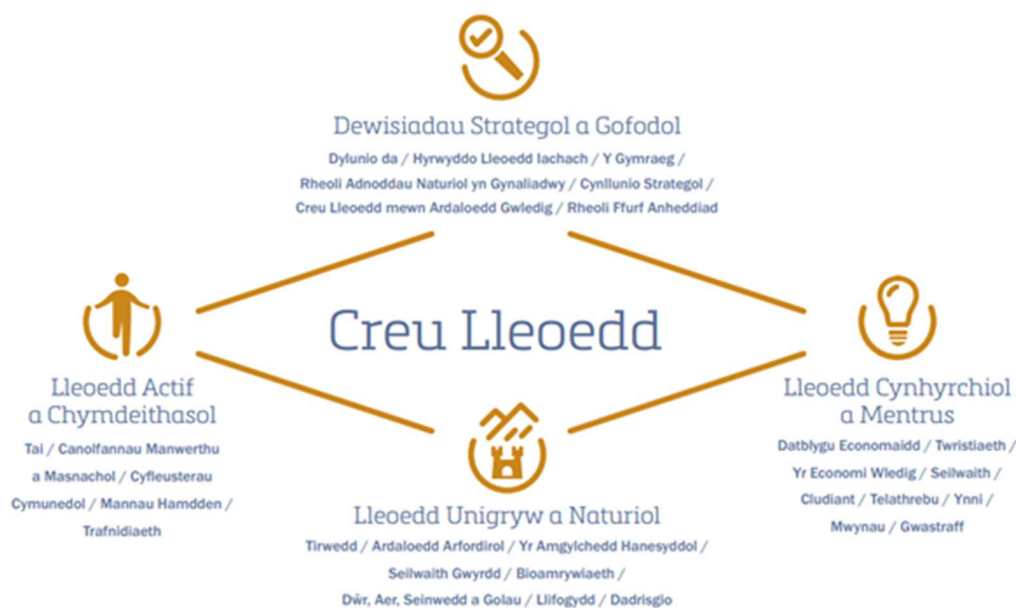 Dewisiadau Strategol a Gofodol
Dylunio da / Hyrwyddo Lleoedd Iachach / Y Gymraeg /
Rheoli Adnoddau Naturiol yn Gynaliadwy / Cynllunio Strategol /
Creu Lleoedd mewn Ardaloedd Gwledig / Rheoli Ffurf Anheddiad
Creu Lleoedd
Lleoedd Actif
a Chymdeithasol
Tai / Canolfannau Manwerthu
a Masnachol / Cyfleusterau
Cymunedol / Mannau Hamdden /
Trafnidiaeth
Lleoedd Cynhyrchiol
a Mentrus
Datblygu Economaidd / Twristiaeth /
Yr Economi Wledig / Seilwaith /
Cludiant / Telathrebu / Ynni /
Mwynau / Gwastraff
Lleoedd Unigryw a Naturiol
Tirwedd / Ardaloedd Arfordirol / Yr Amgylchedd Hanesyddol /
Seilwaith Gwyrdd / Bioamrywiaeth /
Dŵr, Aer, Seinwedd a Golau / Llifogydd / Dadrisgio